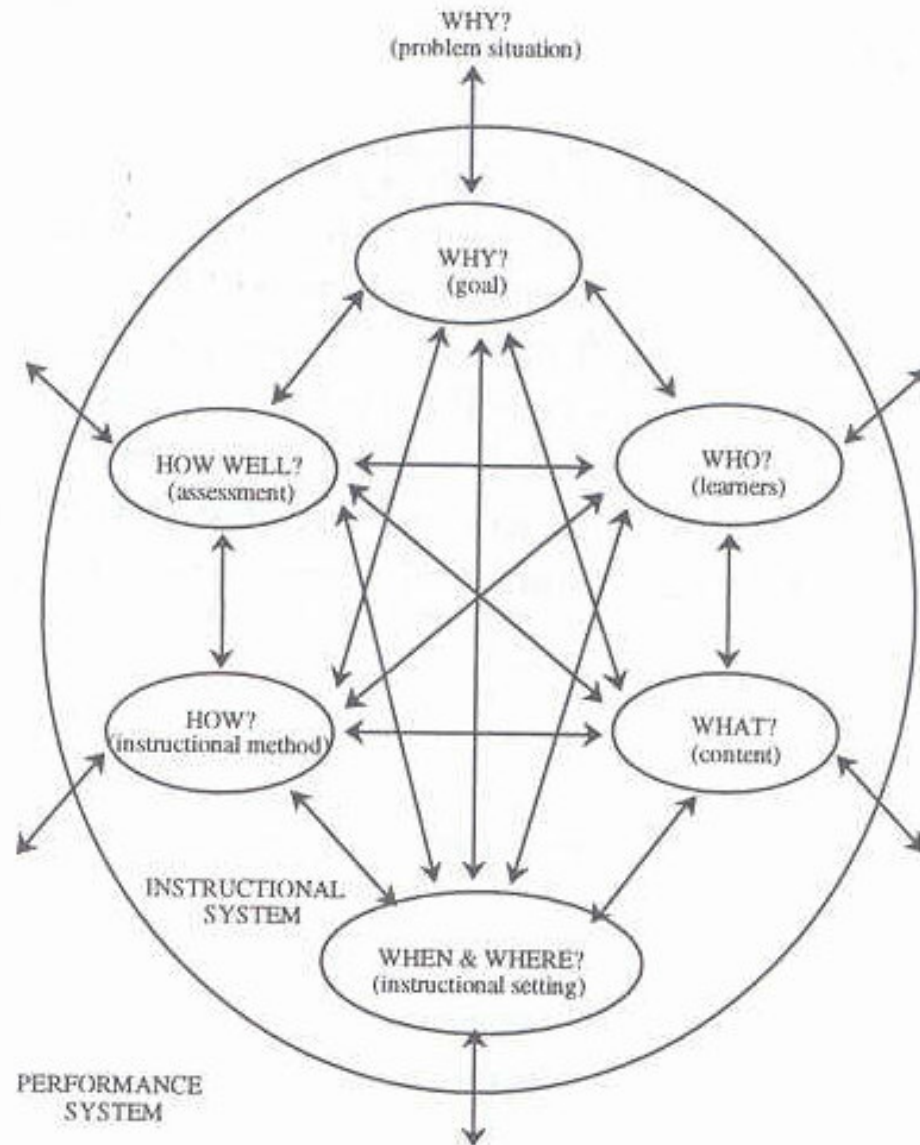 WHY?
(problem situation)
WHY?
(goal)
HOW WELL?
(assessment)
WHO?
(learners)
HOW?
(instructional method)
WHAT?
(content)
INSTRUCTIONAL
SYSTEM
WHEN & WHERE?
(instructional setting)
PERFORMANCE
SYSTEM